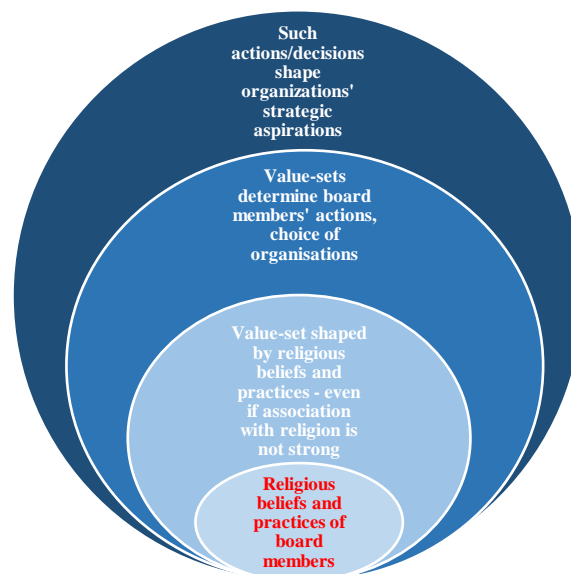 Such
actions/decisions
shape
organizations'
strategic
aspirations
Value-sets
determine board
members' actions,
choice of
organisations
Value-set shaped
by religious
beliefs and
practices - even
if association
with religion is
not strong
Religious
beliefs and
practices of
board
members